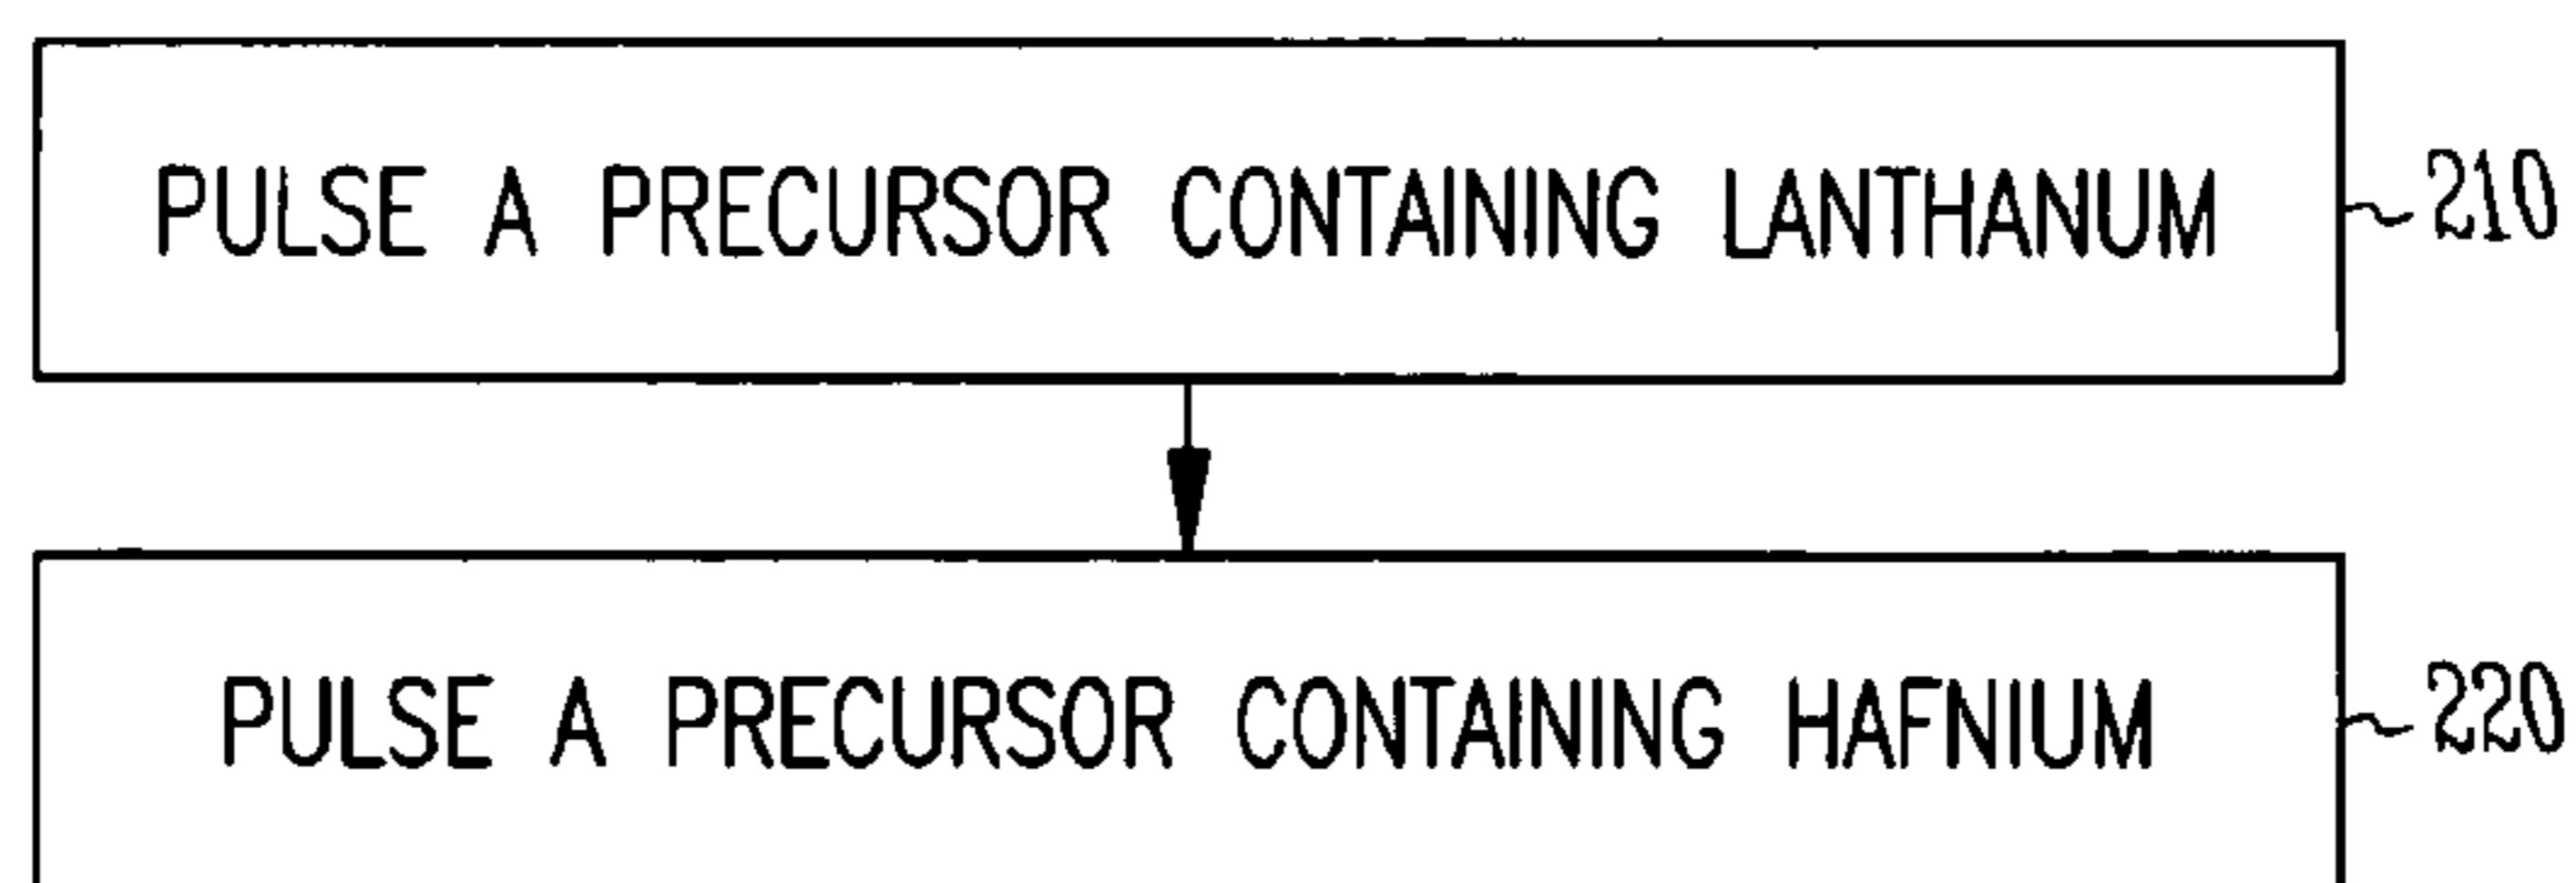 PULSE A PRECURSOR CONTAINING LANTHANUM
210
PULSE A PRECURSOR CONTAINING HAFNIUM
220